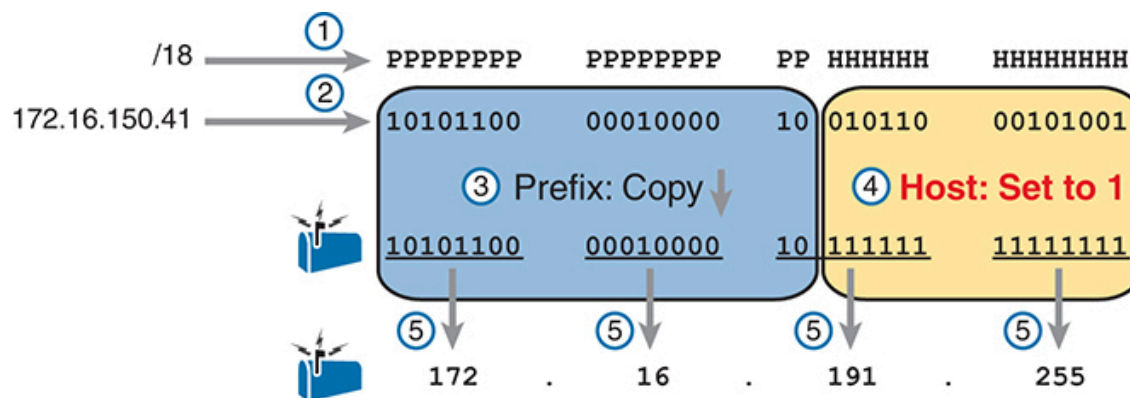 /18 ① PPPPPPPP PPPPPPPP PP HHHHHH HHHHHHHH
172.16.150.41 ② 10101100 00010000 10 010110 00101001
③ Prefix: Copy ④ Host: Set to 1
10101100 00010000 10 111111 11111111
⑤ ⑤ ⑤ ⑤
172 . 16 . 191 . 255